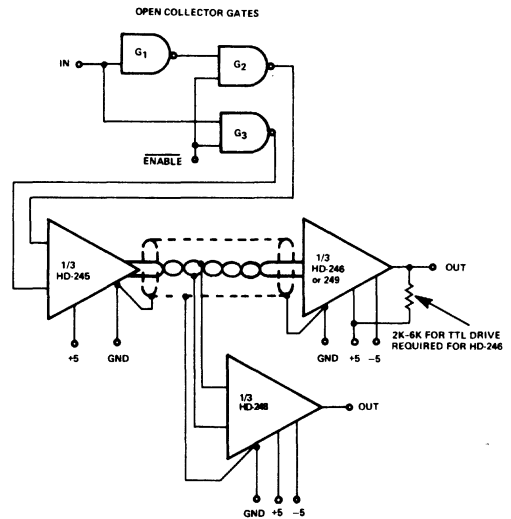 OPEN COLLECTOR GATES
IN
G1
G2
G3
ENABLE
1/3
HD-245
1/3
HD-246
or 249
OUT
+5
GND
GND
+5
-5
2K-6K FOR TTL DRIVE
REQUIRED FOR HD-246
1/3
HD-248
OUT
GND
+5
-5